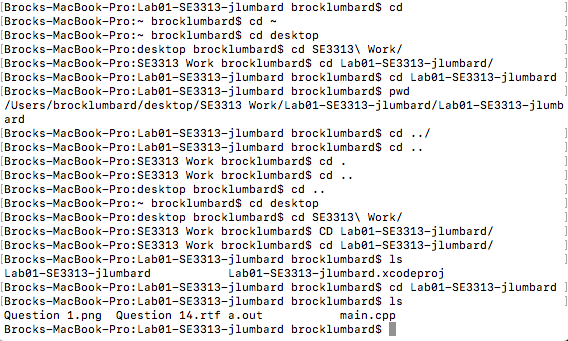 [Brocks-MacBook-Pro:Lab01-SE3313-jlumbard brocklumbard$ cd ]
[Brocks-MacBook-Pro:~ brocklumbard$ cd ~ ]
[Brocks-MacBook-Pro:~ brocklumbard$ cd desktop ]
[Brocks-MacBook-Pro:desktop brocklumbard$ cd SE3313\ Work/ ]
[Brocks-MacBook-Pro:SE3313 Work brocklumbard$ cd Lab01-SE3313-jlumbard/ ]
[Brocks-MacBook-Pro:Lab01-SE3313-jlumbard brocklumbard$ cd Lab01-SE3313-jlumbard ]
[Brocks-MacBook-Pro:Lab01-SE3313-jlumbard brocklumbard$ pwd ]
/Users/brocklumbard/desktop/SE3313 Work/Lab01-SE3313-jlumbard/Lab01-SE3313-jlumb
ard
[Brocks-MacBook-Pro:Lab01-SE3313-jlumbard brocklumbard$ cd ../ ]
[Brocks-MacBook-Pro:Lab01-SE3313-jlumbard brocklumbard$ cd .. ]
[Brocks-MacBook-Pro:SE3313 Work brocklumbard$ cd . ]
[Brocks-MacBook-Pro:SE3313 Work brocklumbard$ cd .. ]
[Brocks-MacBook-Pro:desktop brocklumbard$ cd .. ]
[Brocks-MacBook-Pro:~ brocklumbard$ cd desktop ]
[Brocks-MacBook-Pro:desktop brocklumbard$ cd SE3313\ Work/ ]
[Brocks-MacBook-Pro:SE3313 Work brocklumbard$ CD Lab01-SE3313-jlumbard/ ]
[Brocks-MacBook-Pro:SE3313 Work brocklumbard$ cd Lab01-SE3313-jlumbard/ ]
[Brocks-MacBook-Pro:Lab01-SE3313-jlumbard brocklumbard$ ls ]
Lab01-SE3313-jlumbard Lab01-SE3313-jlumbard.xcodeproj
[Brocks-MacBook-Pro:Lab01-SE3313-jlumbard brocklumbard$ cd Lab01-SE3313-jlumbard ]
[Brocks-MacBook-Pro:Lab01-SE3313-jlumbard brocklumbard$ ls ]
Question 1.png Question 14.rtf a.out main.cpp
Brocks-MacBook-Pro:Lab01-SE3313-jlumbard brocklumbard$